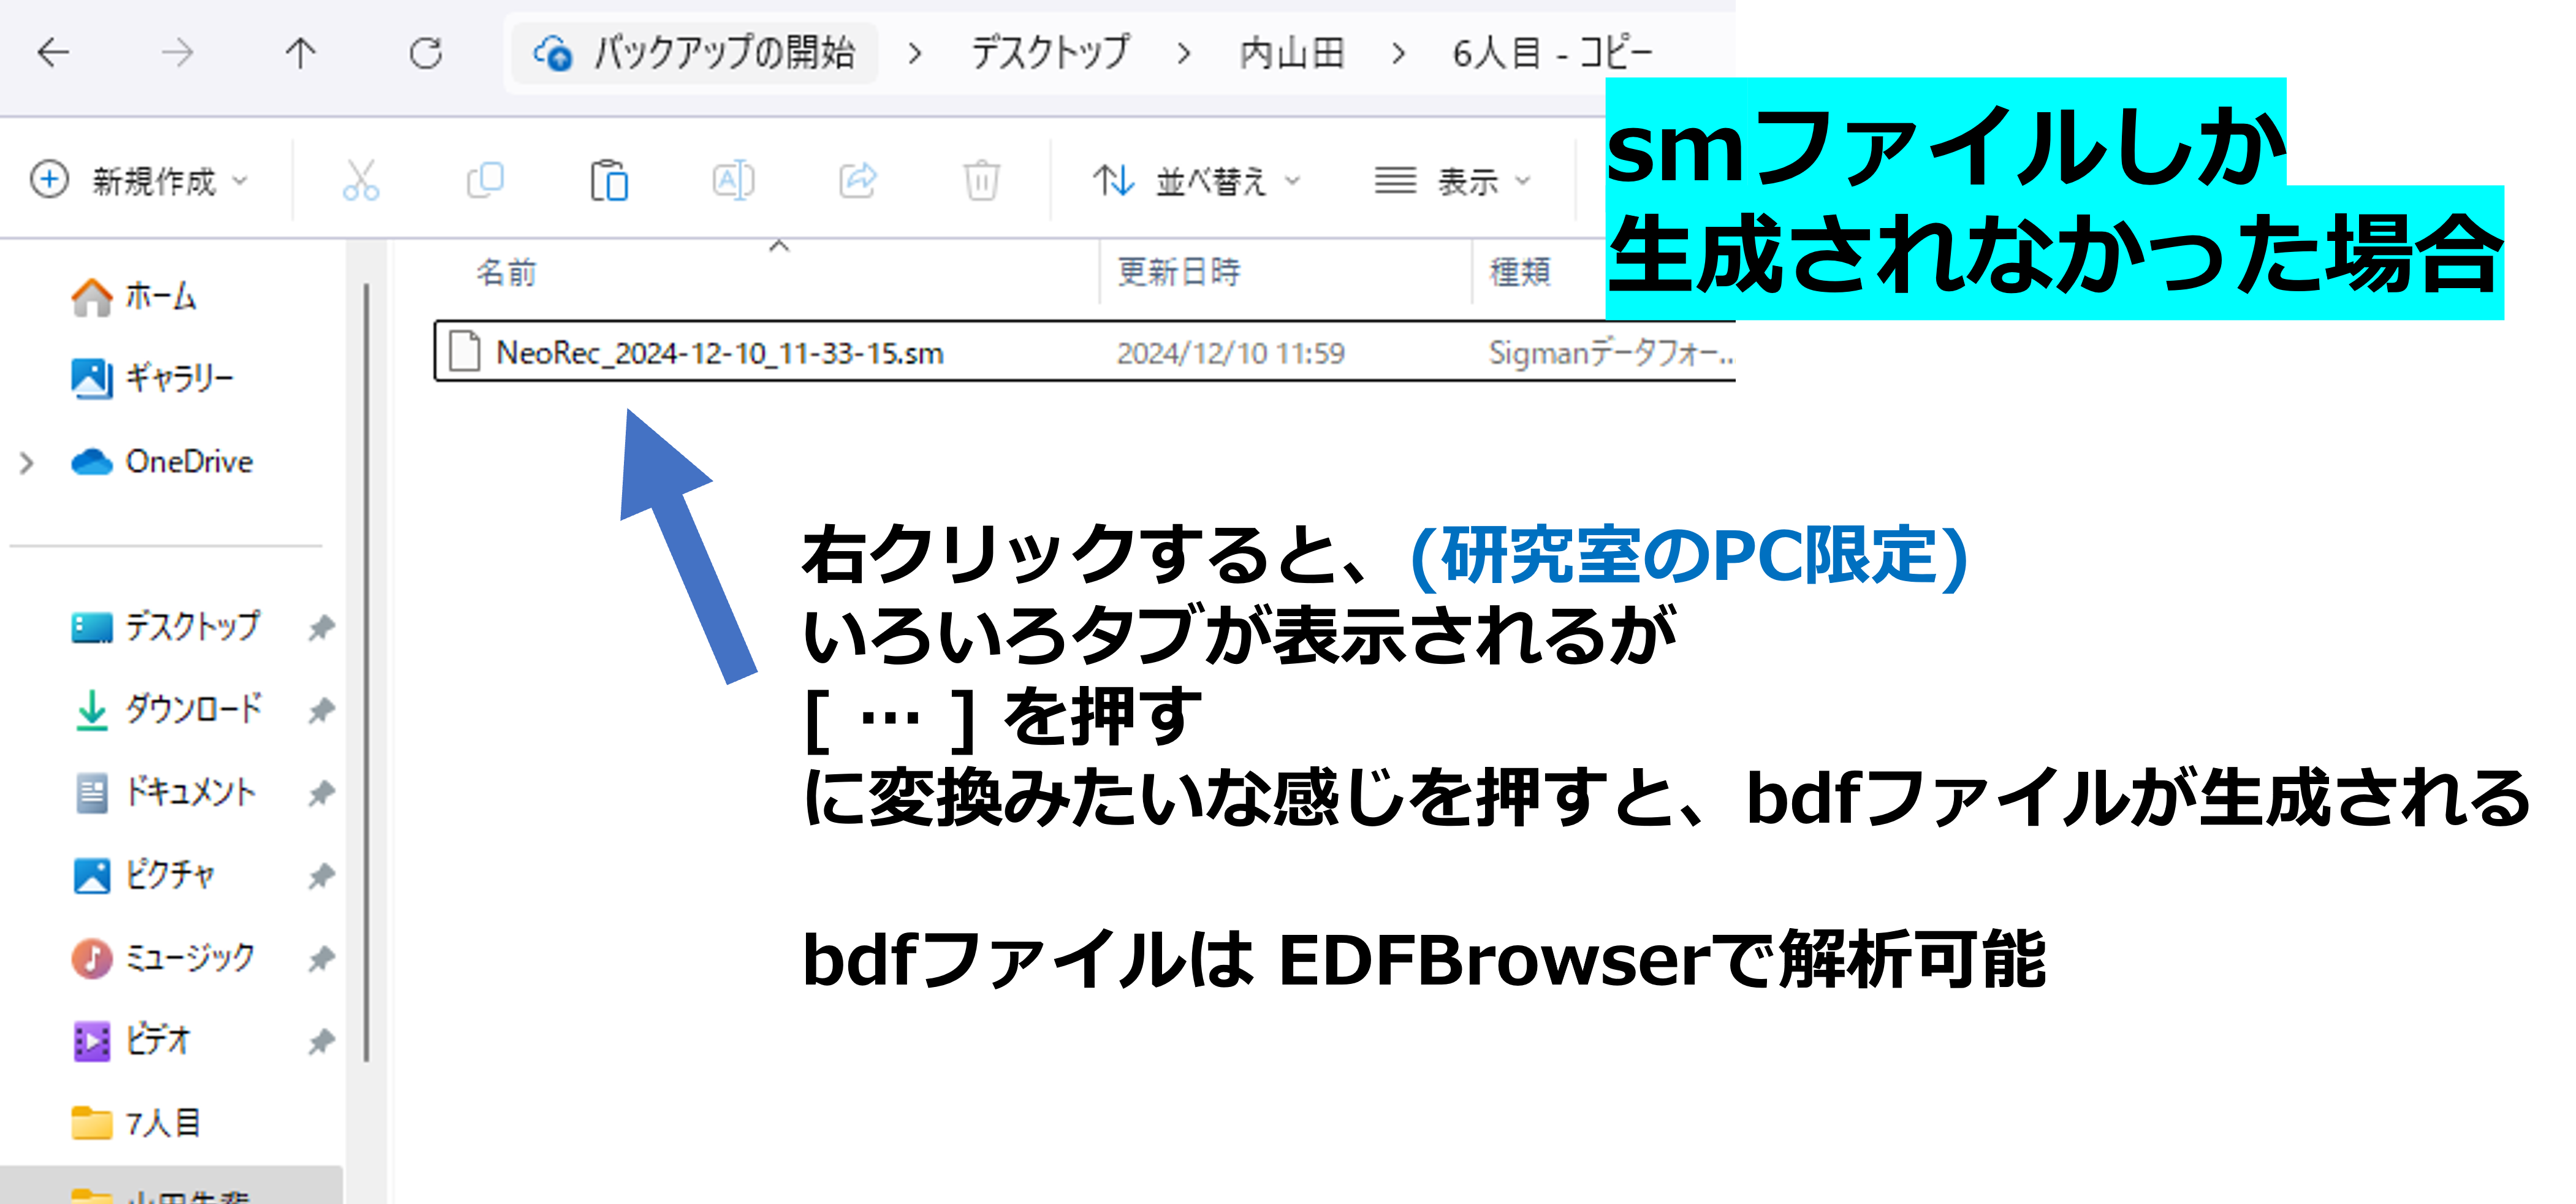 バックアップの開始 > デスクトップ > 内山田 > 6人目 - コピー
smファイルしか
生成されなかった場合
新規作成 並べ替え 表示
名前 更新日時 種類
NeoRec_2024-12-10_11-33-15.sm 2024/12/10 11:59 Sigmanデータフォー...
ホーム
ギャラリー
OneDrive
デスクトップ
ダウンロード
ドキュメント
ピクチャ
ミュージック
ビデオ
7人目
右クリックすると、(研究室のPC限定)
いろいろタブが表示されるが
[ … ] を押す
に変換みたいな感じを押すと、bdfファイルが生成される
bdfファイルは EDFBrowserで解析可能